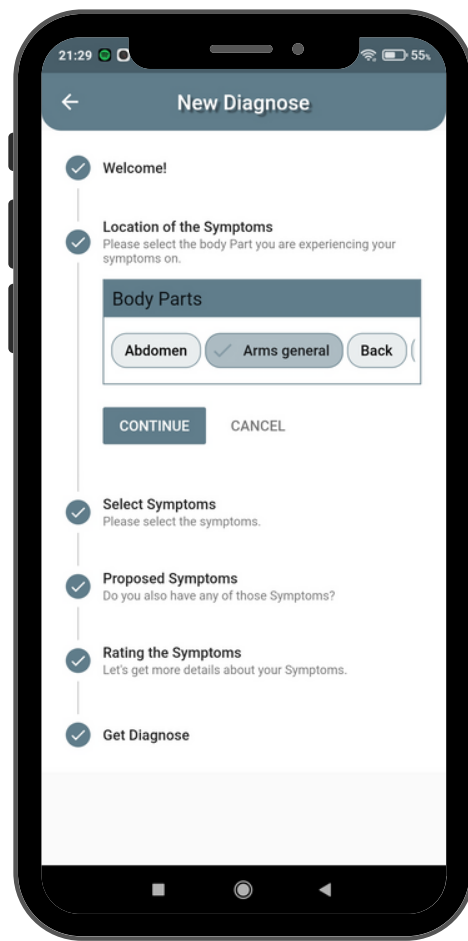 21:29
55%
New Diagnose
Welcome!
Location of the Symptoms
Please select the body Part you are experiencing your
symptoms on.
Body Parts
Abdomen
Arms general
Back
CONTINUE
CANCEL
Select Symptoms
Please select the symptoms.
Proposed Symptoms
Do you also have any of those Symptoms?
Rating the Symptoms
Let's get more details about your Symptoms.
Get Diagnose